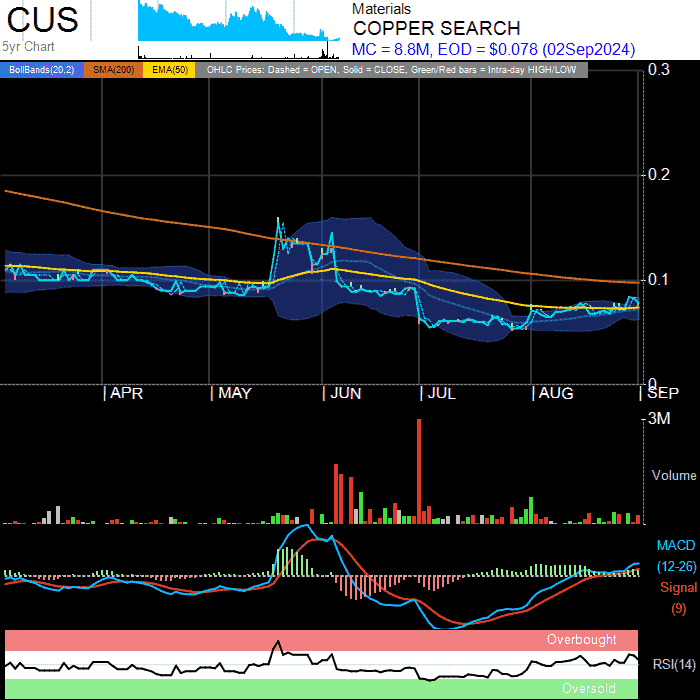 CUS
5yr Chart
Materials
COPPER SEARCH
MC = 8.8M, EOD = $0.078 (02Sep2024)
BollBands(20,2) SMA(200) EMA(50) OHLC Prices: Dashed = OPEN, Solid = CLOSE, Green/Red bars = Intra-day HIGH/LOW
0.3
0.2
0.1
0
APR MAY JUN JUL AUG SEP
3M
Volume
MACD
(12-26)
Signal
(9)
Overbought
RSI(14)
Oversold